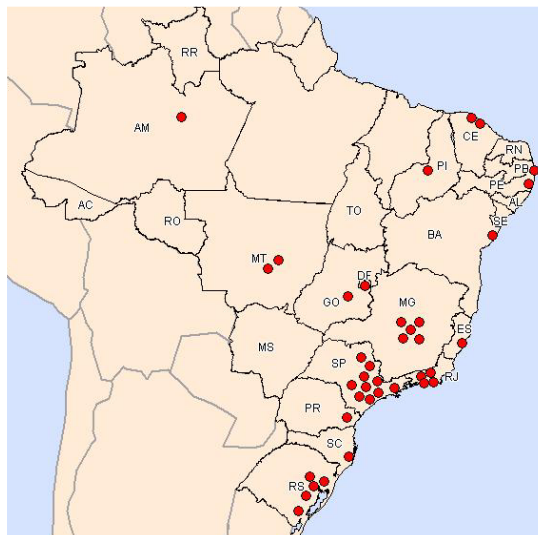 RR
AM
CE
RN
PI
PB
PE
AC
AL
TO
RO
SE
BA
MT
DF
GO
MG
ES
MS
SP
RJ
PR
SC
RS